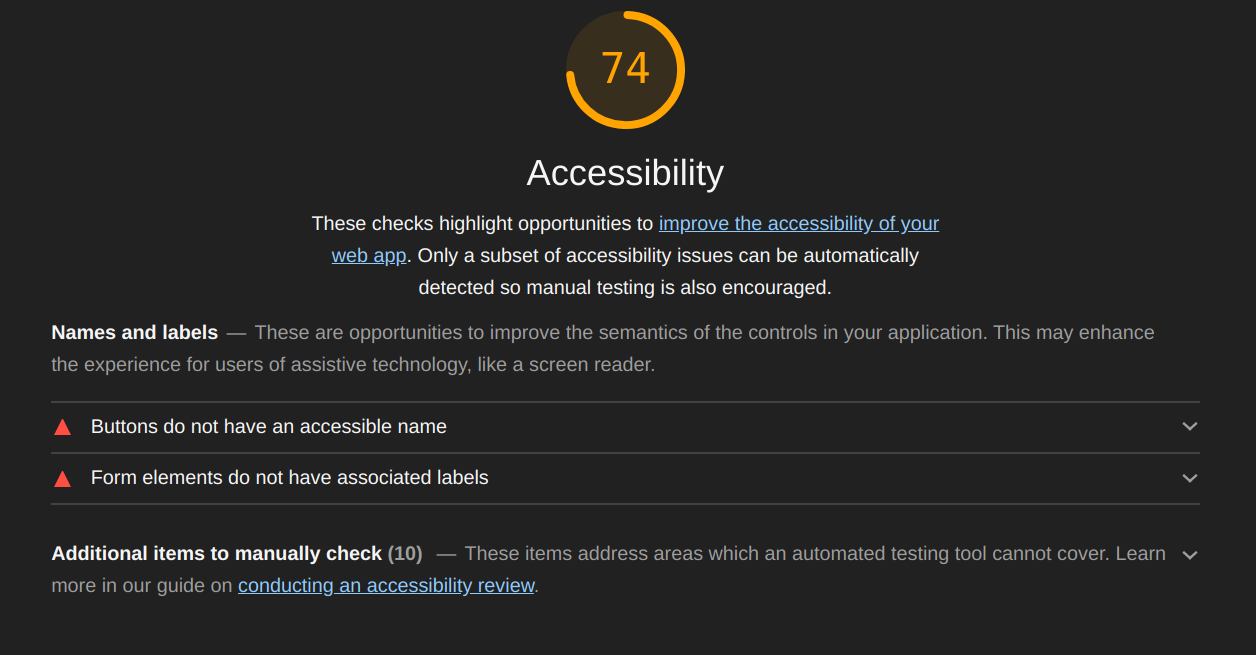 74
Accessibility
These checks highlight opportunities to improve the accessibility of your
web app. Only a subset of accessibility issues can be automatically
detected so manual testing is also encouraged.
Names and labels — These are opportunities to improve the semantics of the controls in your application. This may enhance
the experience for users of assistive technology, like a screen reader.
Buttons do not have an accessible name
Form elements do not have associated labels
Additional items to manually check (10) — These items address areas which an automated testing tool cannot cover. Learn
more in our guide on conducting an accessibility review.